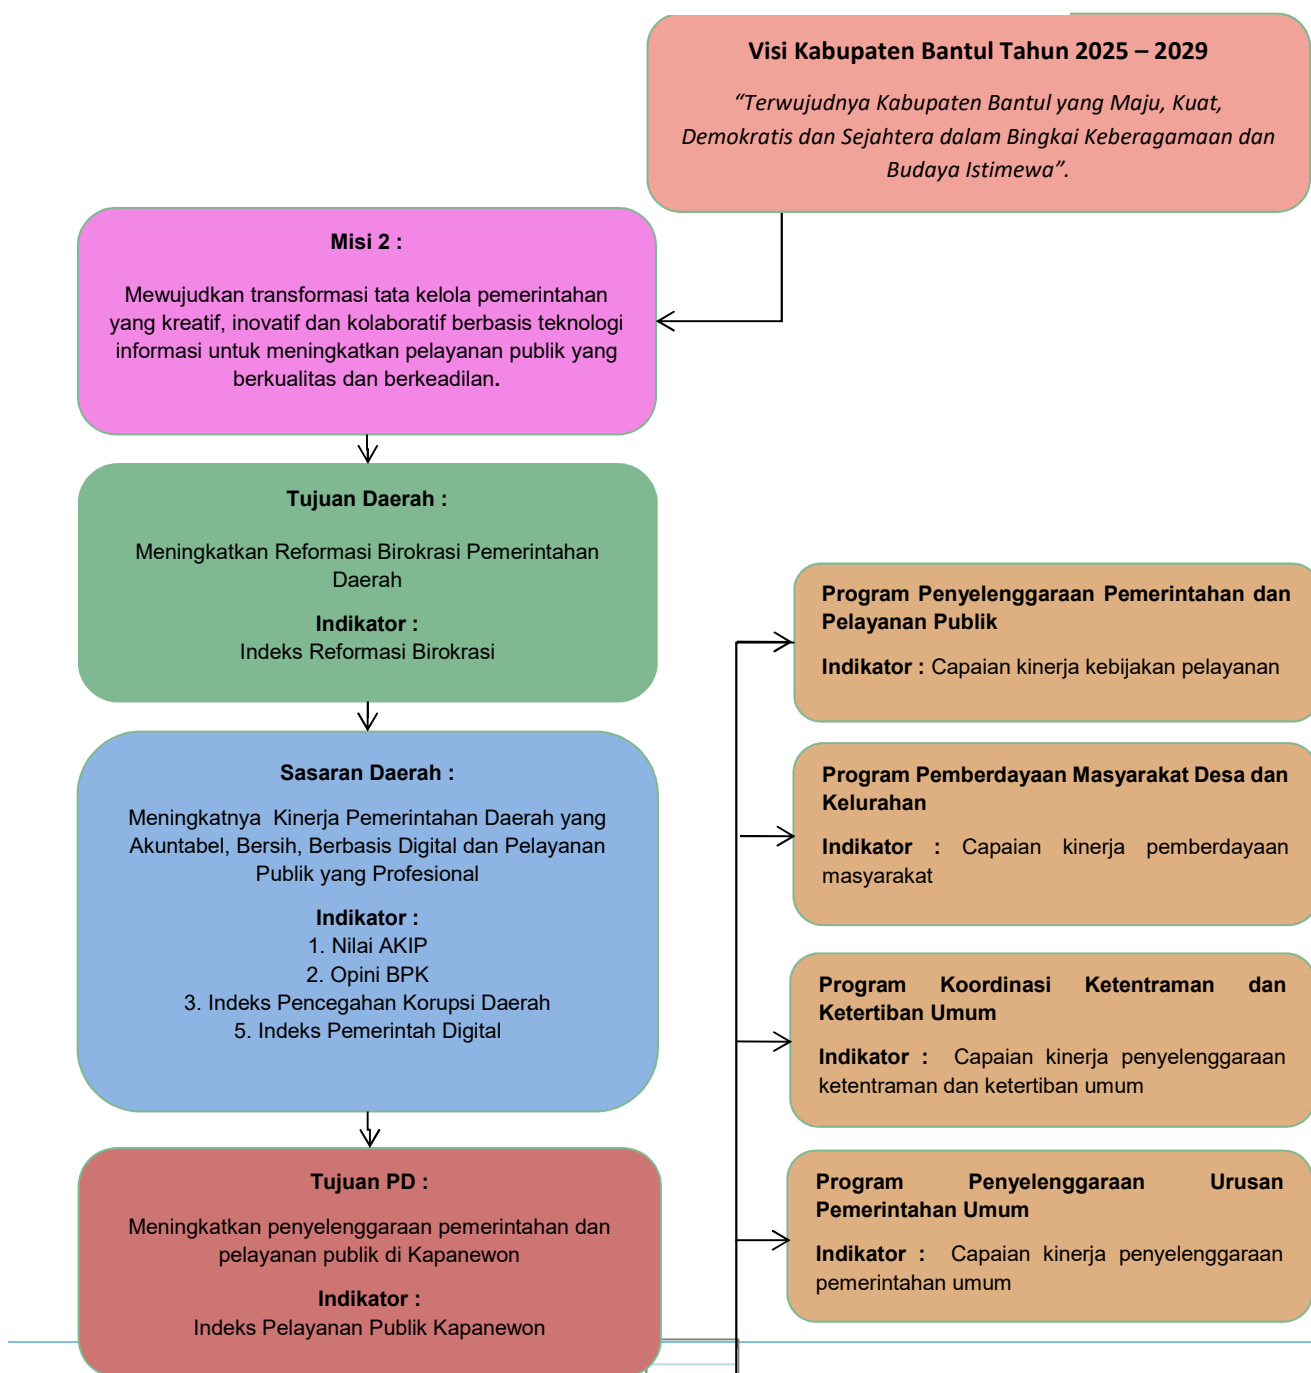 Visi Kabupaten Bantul Tahun 2025 – 2029
“Terwujudnya Kabupaten Bantul yang Maju, Kuat,
Demokratis dan Sejahtera dalam Bingkai Keberagamaan dan
Budaya Istimewa”.
Misi 2 :
Mewujudkan transformasi tata kelola pemerintahan
yang kreatif, inovatif dan kolaboratif berbasis teknologi
informasi untuk meningkatkan pelayanan publik yang
berkualitas dan berkeadilan.
Tujuan Daerah :
Meningkatkan Reformasi Birokrasi Pemerintahan
Daerah
Indikator :
Indeks Reformasi Birokrasi
Sasaran Daerah :
Meningkatnya Kinerja Pemerintahan Daerah yang
Akuntabel, Bersih, Berbasis Digital dan Pelayanan
Publik yang Profesional
Indikator :
1. Nilai AKIP
2. Opini BPK
3. Indeks Pencegahan Korupsi Daerah
5. Indeks Pemerintah Digital
Tujuan PD :
Meningkatkan penyelenggaraan pemerintahan dan
pelayanan publik di Kapanewon
Indikator :
Indeks Pelayanan Publik Kapanewon
Program Penyelenggaraan Pemerintahan dan
Pelayanan Publik
Indikator : Capaian kinerja kebijakan pelayanan
Program Pemberdayaan Masyarakat Desa dan
Kelurahan
Indikator : Capaian kinerja pemberdayaan
masyarakat
Program Koordinasi Ketentraman dan
Ketertiban Umum
Indikator : Capaian kinerja penyelenggaraan
ketentraman dan ketertiban umum
Program Penyelenggaraan Urusan
Pemerintahan Umum
Indikator : Capaian kinerja penyelenggaraan
pemerintahan umum